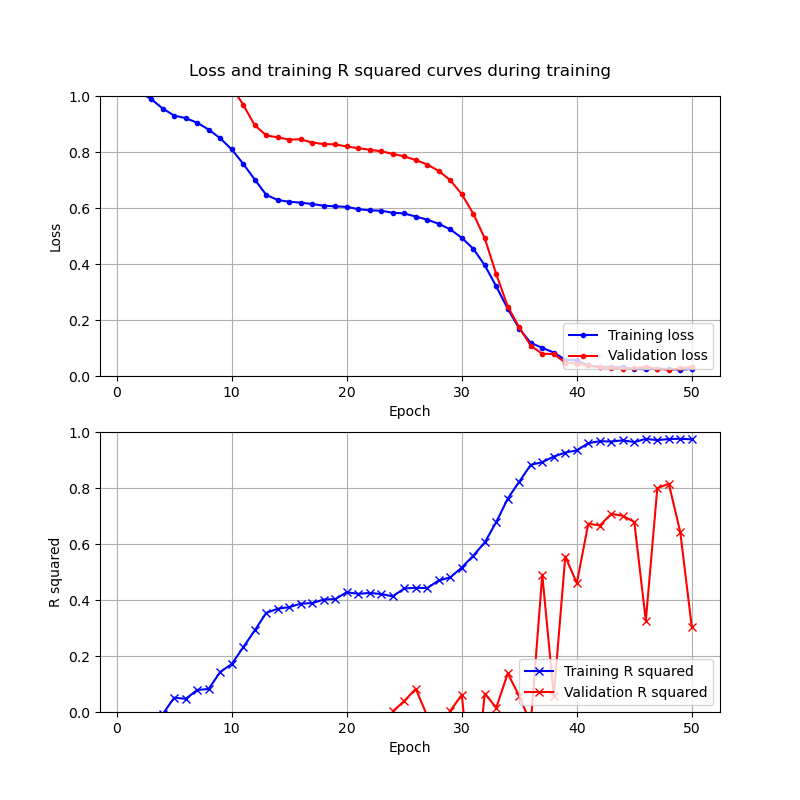 Loss and training R squared curves during training
1.0
0.8
0.6
0.4
0.2
0.0
Loss
0 10 20 30 40 50
Epoch
Training loss
Validation loss
1.0
0.8
0.6
0.4
0.2
0.0
R squared
0 10 20 30 40 50
Epoch
Training R squared
Validation R squared